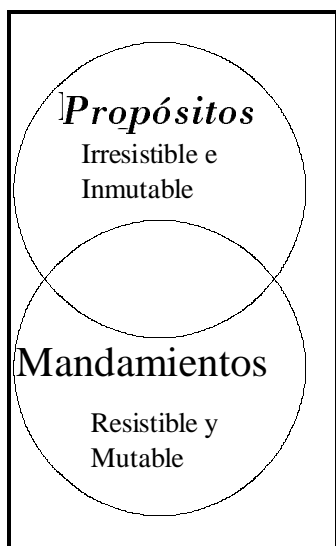 Propósitos
Irresistible e
Inmutable
Mandamientos
Resistible y
Mutable